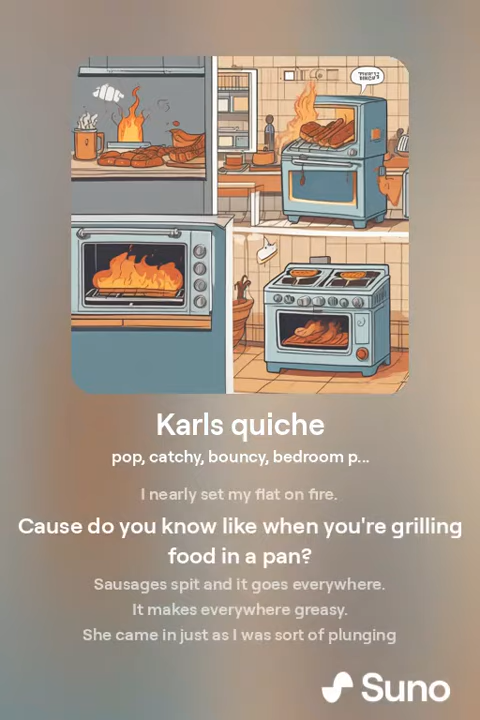 Karls quiche
pop, catchy, bouncy, bedroom p...
I nearly set my flat on fire.
Cause do you know like when you're grilling
food in a pan?
Sausages spit and it goes everywhere.
It makes everywhere greasy.
She came in just as I was sort of plunging
Suno